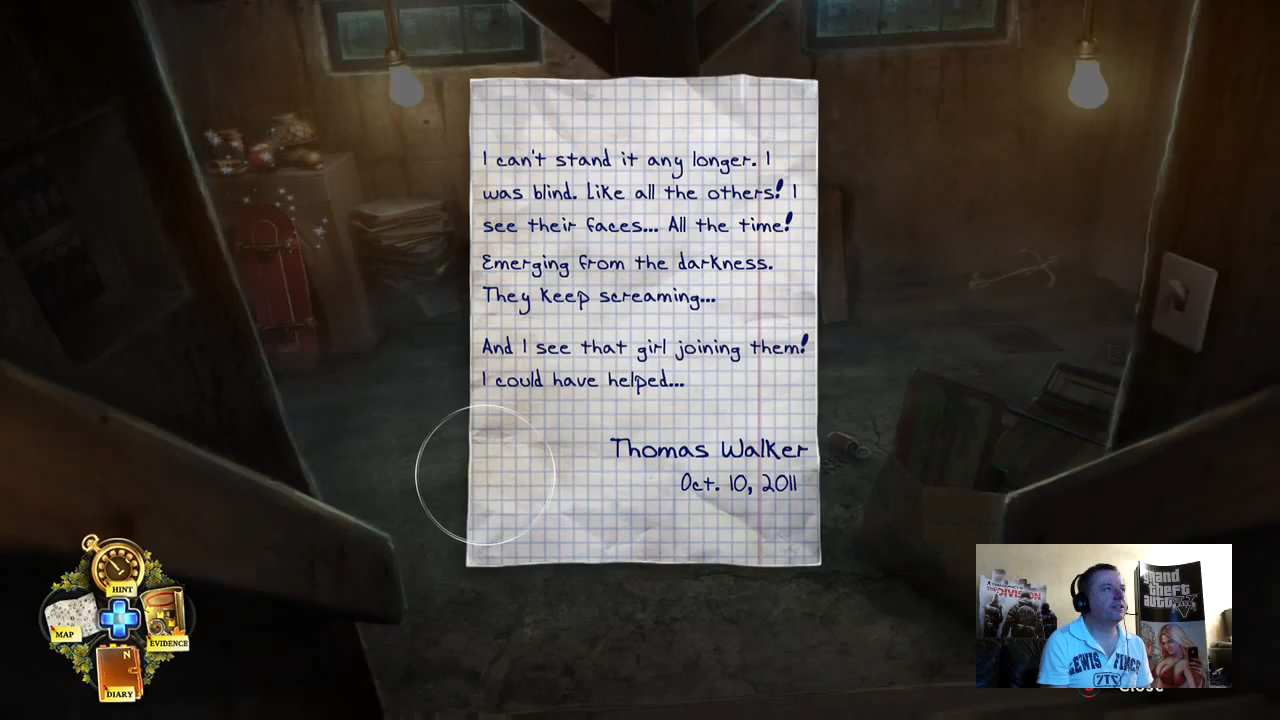 I can't stand it any longer. I
was blind. Like all the others! I
see their faces... All the time!
Emerging from the darkness.
They keep screaming...
And I see that girl joining them!
I could have helped...
Thomas Walker
Oct. 10, 2011
HINT
MAP
EVIDENCE
N
DIARY
THE DIVISION
grand
theft
auto V
LEWIS
Close